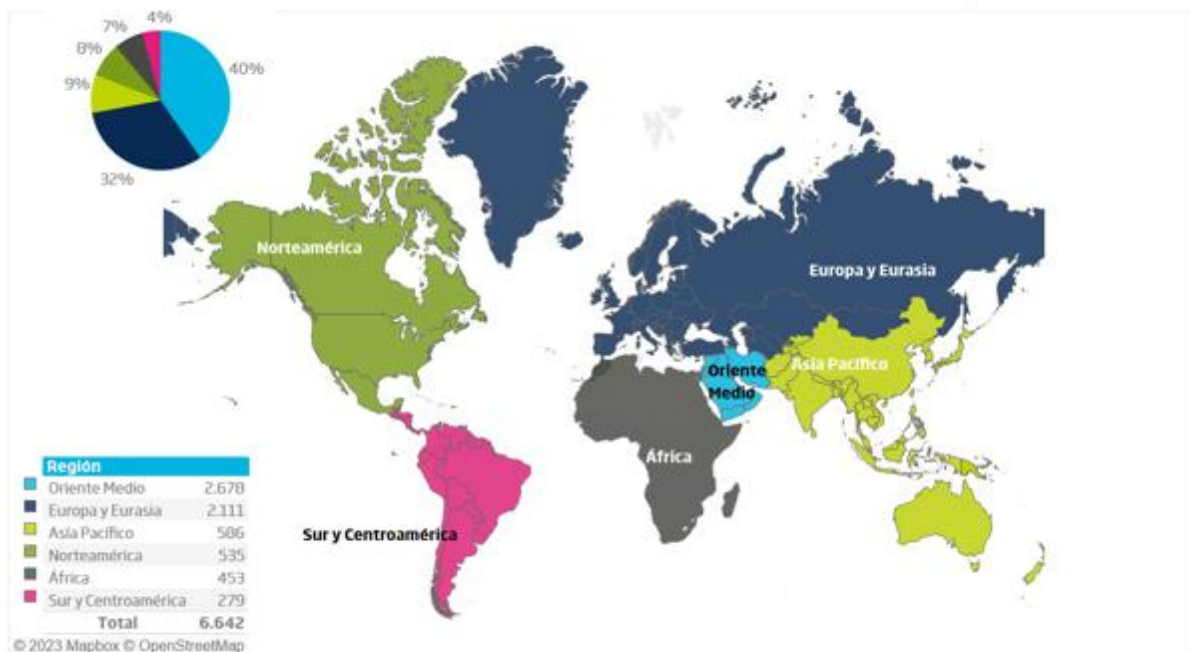 7%
4%
8%
40%
9%
32%
Norteamérica
Europa y Eurasia
Asia Pacífico
Oriente
Medio
África
Sur y Centroamérica
Región
Oriente Medio 2.678
Europa y Eurasia 2.111
Asia Pacífico 586
Norteamérica 535
África 453
Sur y Centroamérica 279
Total 6.642
© 2023 Mapbox © OpenStreetMap